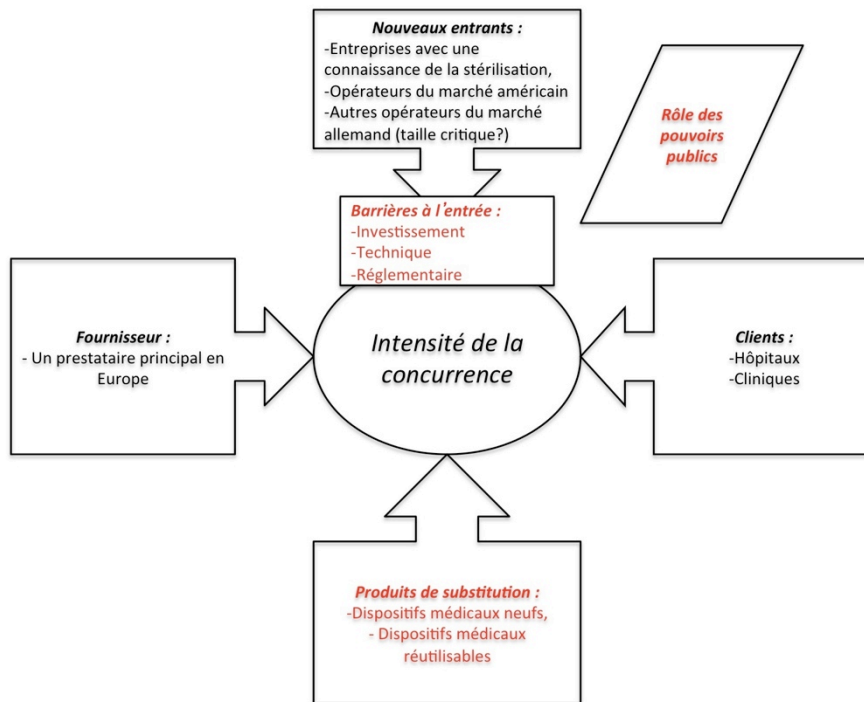 Nouveaux entrants :
-Entreprises avec une
connaissance de la stérilisation,
-Opérateurs du marché américain
-Autres opérateurs du marché
allemand (taille critique?)
Rôle des
pouvoirs
publics
Barrières à l'entrée :
-Investissement
-Technique
-Réglementaire
Fournisseur :
- Un prestataire principal en
Europe
Intensité de la
concurrence
Clients :
-Hôpitaux
-Cliniques
Produits de substitution :
-Dispositifs médicaux neufs,
- Dispositifs médicaux
réutilisables